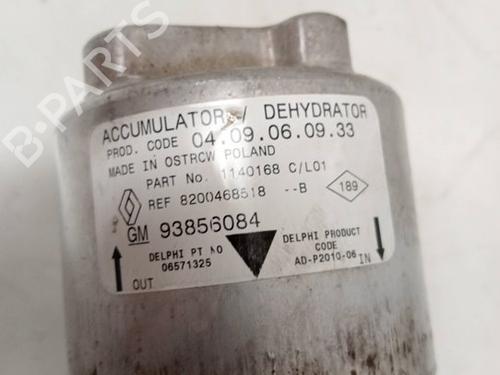 B-PARTS
ACCUMULATOR / DEHYDRATOR
PROD. CODE 04.09.06.09.33
MADE IN OSTRCW POLAND
PART No. 1140168 C/L01
REF 8200468518 --B 189
GM 93856084
DELPHI PT NO
06571325
DELPHI PRODUCT
CODE
AD-P2010-06
OUT
IN